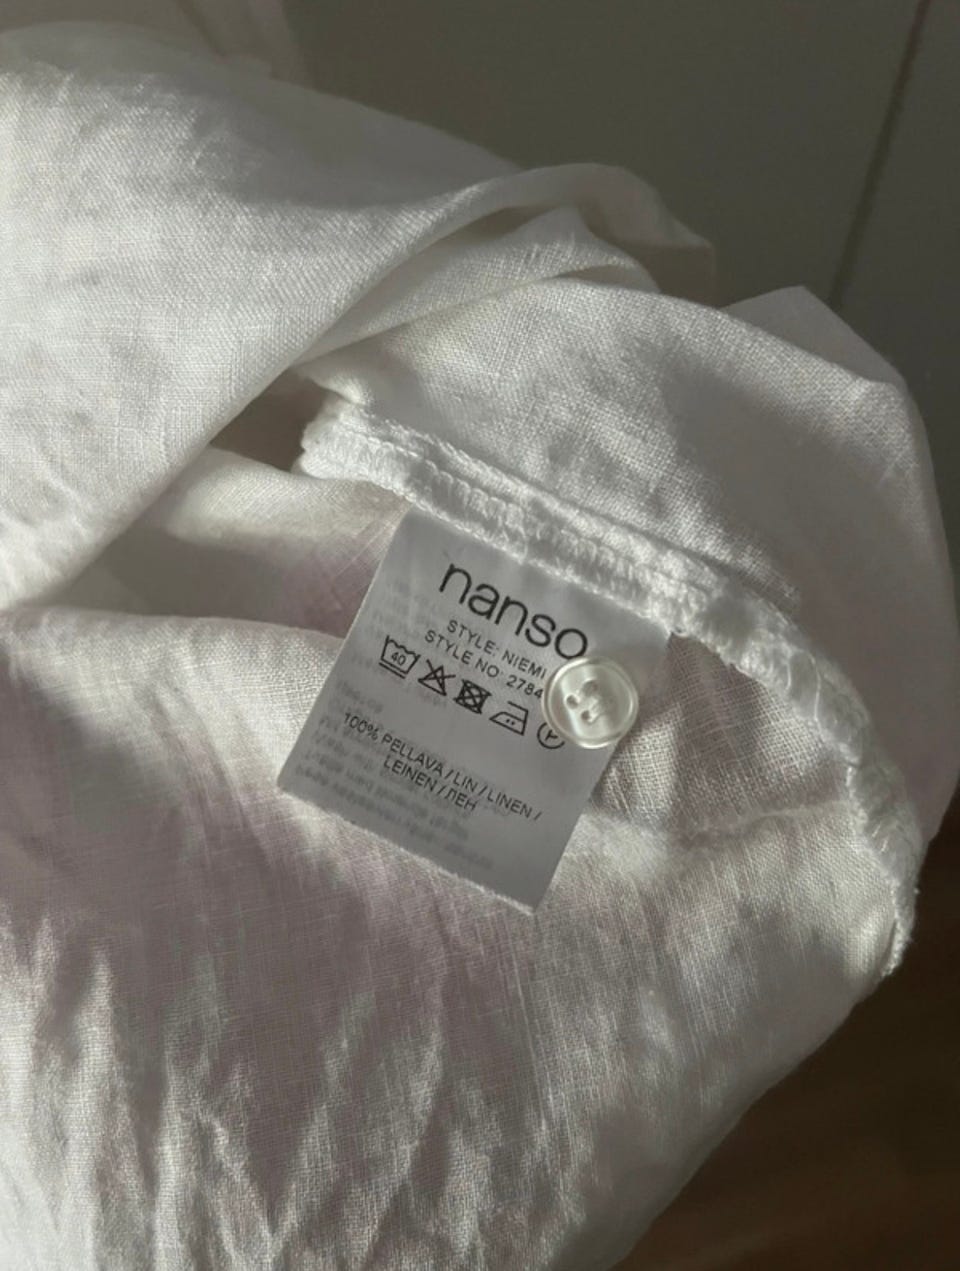 nanso
STYLE: NIEMI
STYLE NO: 2784
40
P
100% PELLAVA / LIN / LINEN /
LEINEN / ЛЕН